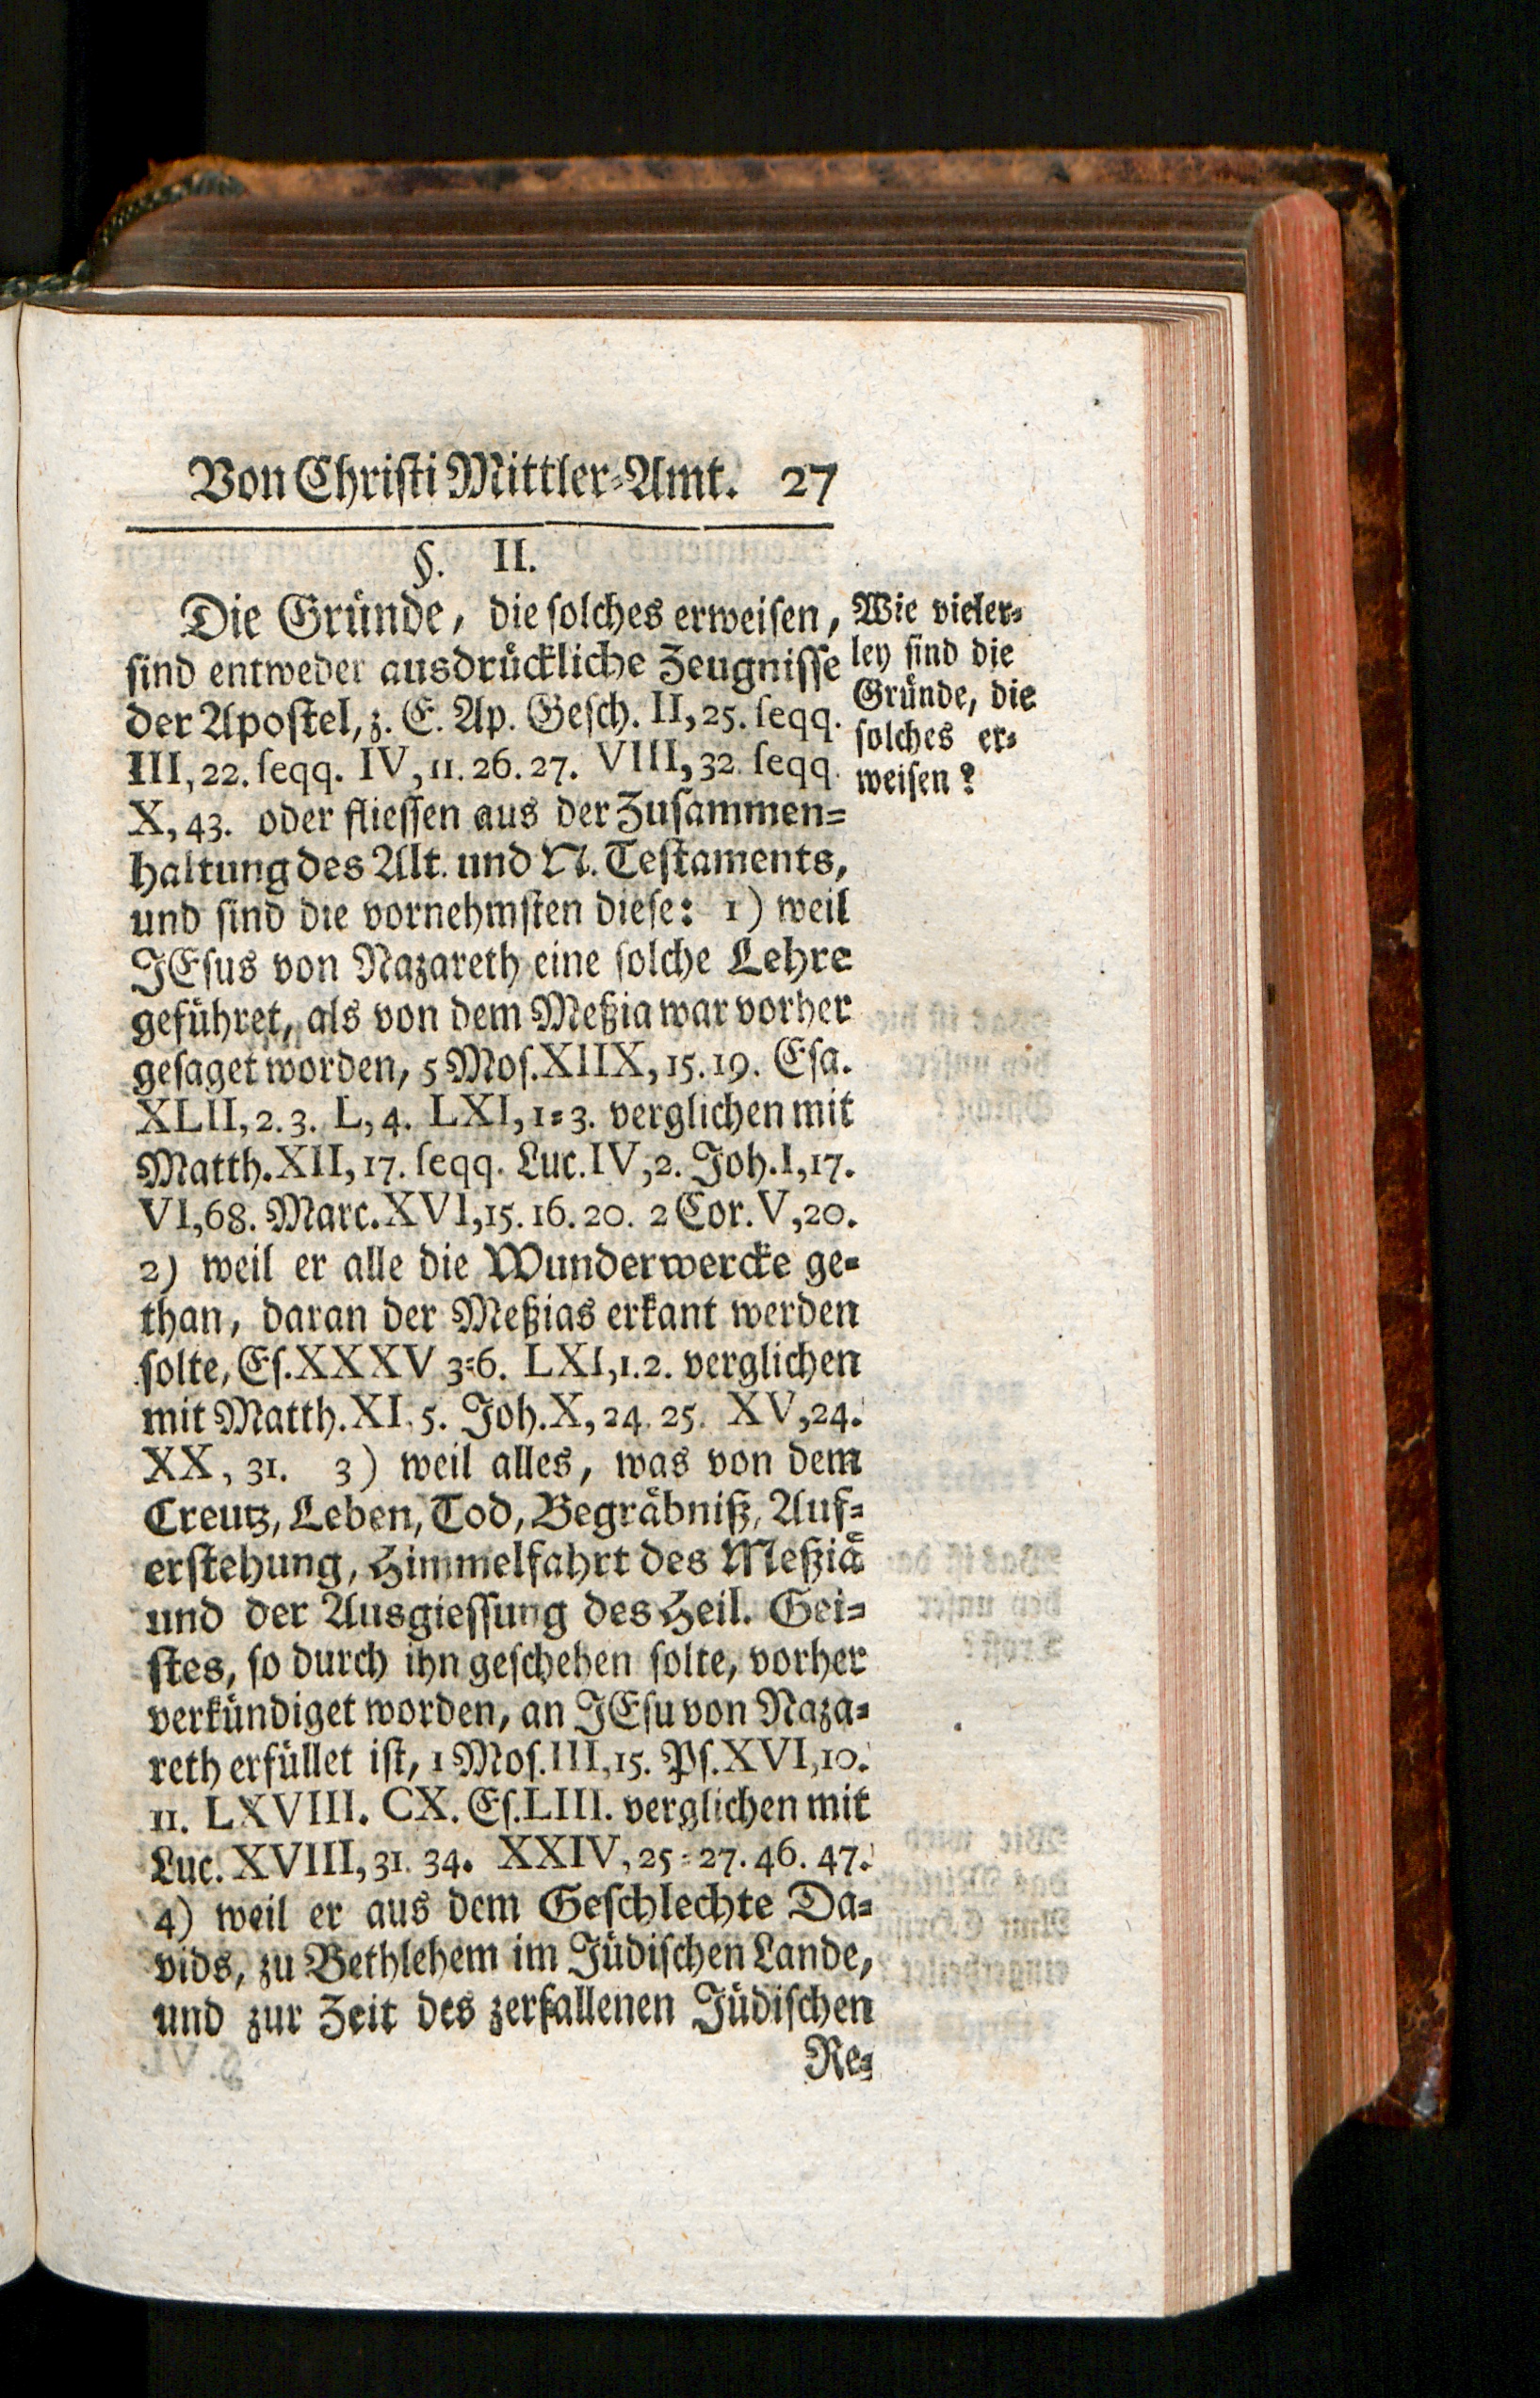 Von Christi Mittler-Amt. 27
§. II.
Die Gründe, die solches erweisen,
sind entweder ausdrückliche Zeugnisse
der Apostel, z. E. Ap. Gesch. II, 25. seqq.
III, 22. seqq. IV, 11. 26. 27. VIII, 32. seqq.
X, 43. oder fliessen aus der Zusammen-
haltung des Alt. und N. Testaments,
und sind die vornehmsten diese: 1) weil
JEsus von Nazareth eine solche Lehre
geführet, als von dem Meßia war vorher
gesaget worden, 5 Mos. XIIX, 15. 19. Esa.
XLII, 2. 3. L, 4. LXI, 1-3. verglichen mit
Matth. XII, 17. seqq. Luc. IV, 2. Joh. I, 17.
VI, 68. Marc. XVI, 15. 16. 20. 2 Cor. V, 20.
2) weil er alle die Wunderwercke ge-
than, daran der Meßias erkant werden
solte, Es. XXXV 3-6. LXI, 1. 2. verglichen
mit Matth. XI. 5. Joh. X, 24. 25. XV, 24.
XX, 31. 3) weil alles, was von dem
Creutz, Leben, Tod, Begräbniß, Auf-
erstehung, Himmelfahrt des Meßiä
und der Ausgiessung des Heil. Gei-
stes, so durch ihn geschehen solte, vorher
verkündiget worden, an JEsu von Naza-
reth erfüllet ist, 1 Mos. III, 15. Ps. XVI, 10.
11. LXVIII. CX. Es. LIII. verglichen mit
Luc. XVIII, 31. 34. XXIV, 25-27. 46. 47.
4) weil er aus dem Geschlechte Da-
vids, zu Bethlehem im Jüdischen Lande,
und zur Zeit des zerfallenen Jüdischen
Re-
Wie vieler-
ley sind die
Gründe, die
solches er-
weisen?